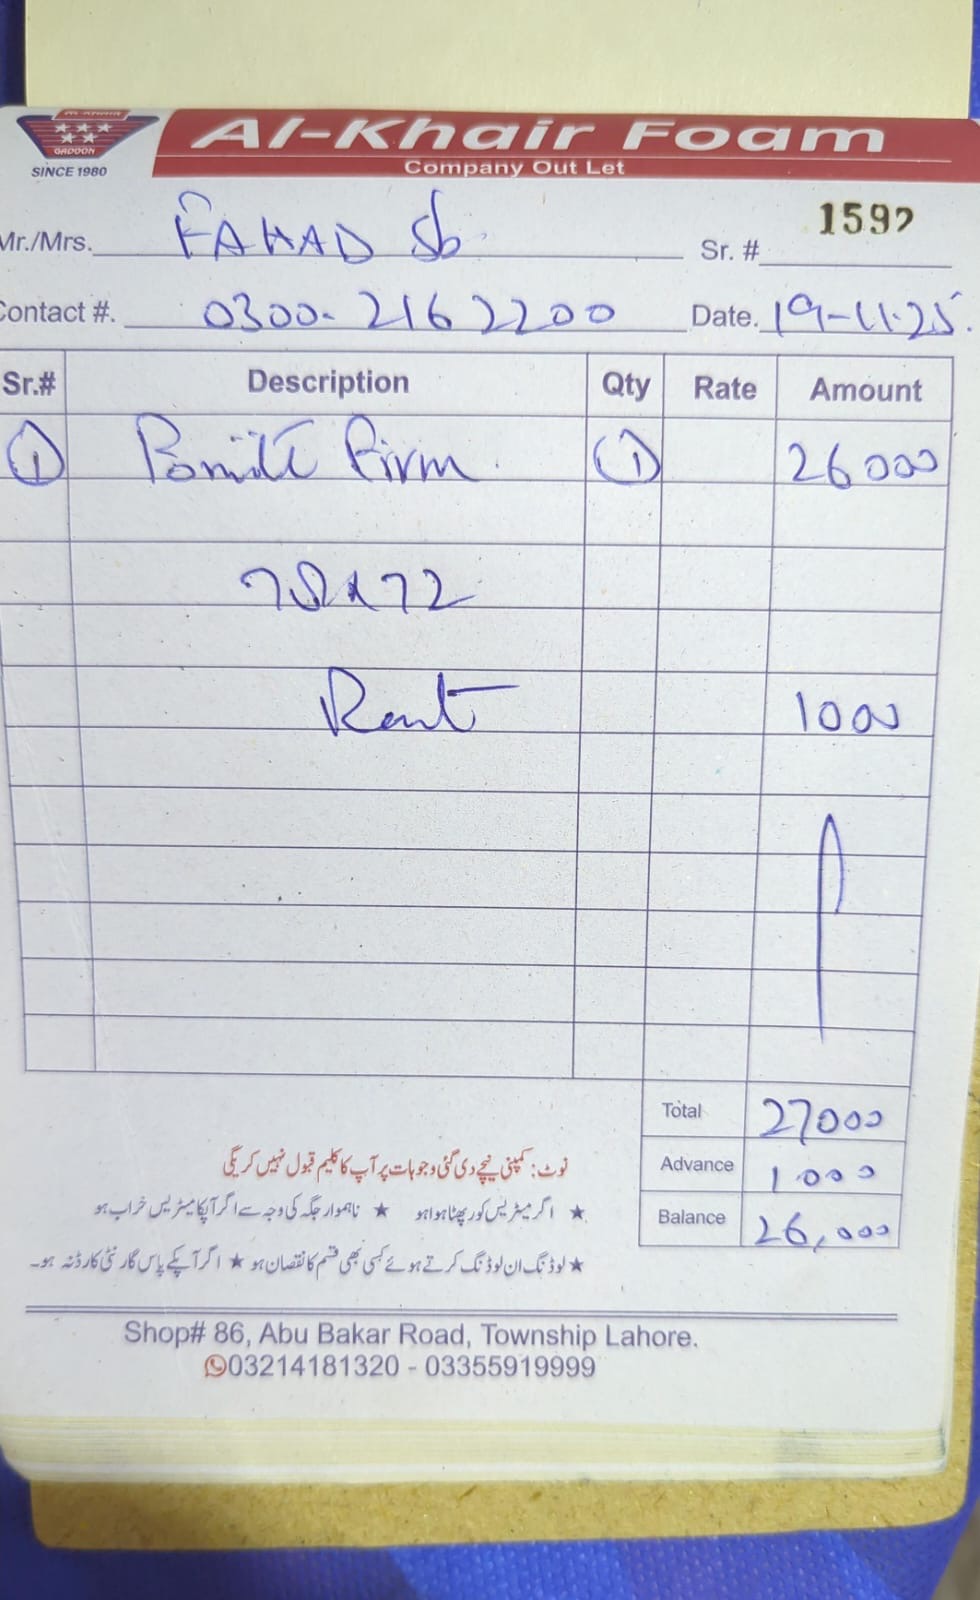 AL-KHAIR
GADOON
SINCE 1980
Al-Khair Foam
Company Out Let
Mr./Mrs. FAHAD Sb
Sr. # 1592
Contact #. 0300-2162200 Date. 19-11-25.
Sr.# Description Qty Rate Amount
1 Firm 1 26000
78x72
Rent 1000
Total 27000
Advance 1000
Balance 26,000
نوٹ: کمپنی نیچے دی گئی وجوہات پر آپ کا کلیم قبول نہیں کریگی
★ اگر میٹریس کور پھٹا ہوا ہو ★ ناہموار جگہ کی وجہ سے اگر آپکا میٹریس خراب ہو
★ لوڈنگ ان لوڈنگ کرتے ہوئے کسی بھی قسم کا نقصان ہو ★ اگر آپکے پاس گارنٹی کارڈ نہ ہو۔
Shop# 86, Abu Bakar Road, Township Lahore.
03214181320 - 03355919999